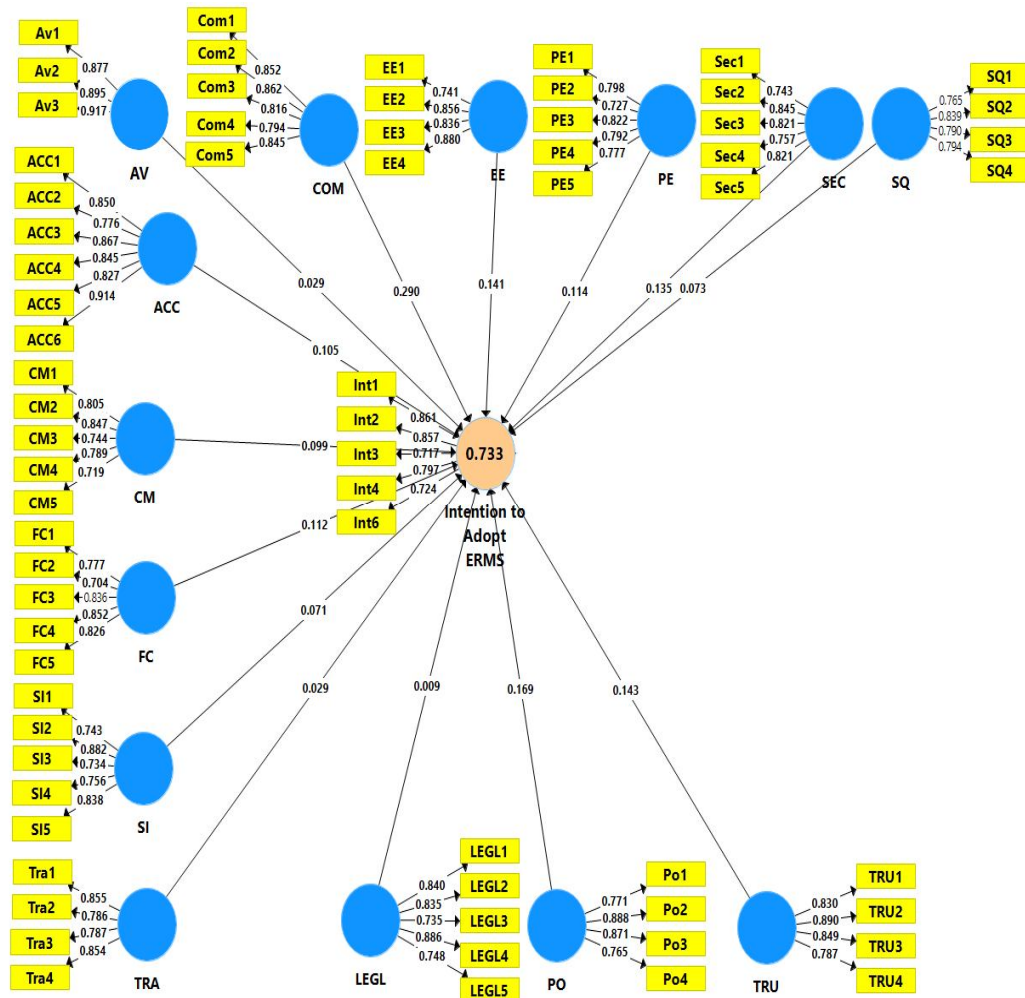 Av1
Av2
Av3
0.877
0.895
0.917
AV
Com1
Com2
Com3
Com4
Com5
0.852
0.862
0.816
0.794
0.845
COM
EE1
EE2
EE3
EE4
0.741
0.856
0.836
0.880
EE
PE1
PE2
PE3
PE4
PE5
0.798
0.727
0.822
0.792
0.777
PE
Sec1
Sec2
Sec3
Sec4
Sec5
0.743
0.845
0.821
0.757
0.821
SEC
SQ1
SQ2
SQ3
SQ4
0.765
0.839
0.790
0.794
SQ
ACC1
ACC2
ACC3
ACC4
ACC5
ACC6
0.850
0.776
0.867
0.845
0.827
0.914
ACC
0.029
0.290
0.141
0.114
0.135
0.073
0.105
CM1
CM2
CM3
CM4
CM5
0.805
0.847
0.744
0.789
0.719
CM
0.099
Int1
Int2
Int3
Int4
Int6
0.861
0.857
0.717
0.797
0.724
0.733
Intention to
Adopt
ERMS
FC1
FC2
FC3
FC4
FC5
0.777
0.704
0.836
0.852
0.826
FC
0.112
SI1
SI2
SI3
SI4
SI5
0.743
0.882
0.734
0.756
0.838
SI
0.071
0.029
0.009
0.169
0.143
Tra1
Tra2
Tra3
Tra4
0.855
0.786
0.787
0.854
TRA
LEGL1
LEGL2
LEGL3
LEGL4
LEGL5
0.840
0.835
0.735
0.886
0.748
LEGL
Po1
Po2
Po3
Po4
0.771
0.888
0.871
0.765
PO
TRU1
TRU2
TRU3
TRU4
0.830
0.890
0.849
0.787
TRU